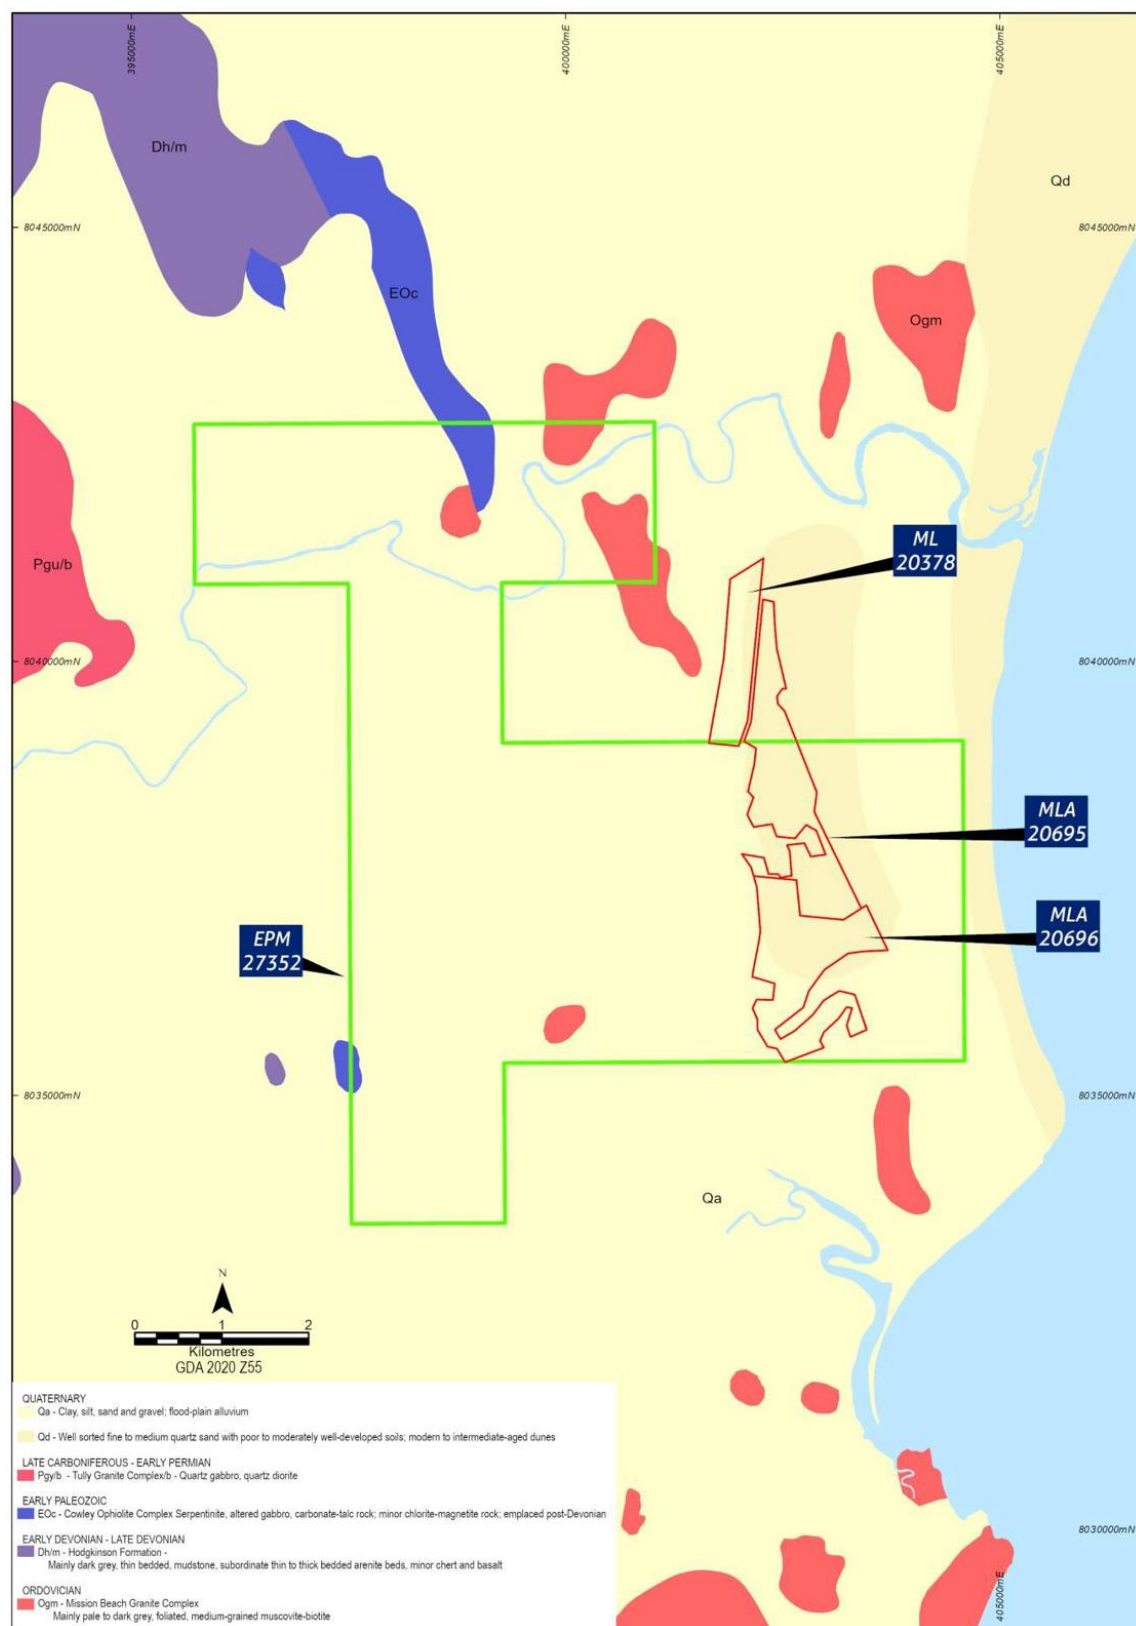 395000mE
400000mE
405000mE
Dh/m
Qd
8045000mN
8045000mN
EOc
Ogm
ML
20378
Pgu/b
8040000mN
8040000mN
MLA
20695
MLA
20696
EPM
27352
8035000mN
8035000mN
Qa
N
0 1 2
Kilometres
GDA 2020 Z55
QUATERNARY
Qa - Clay, silt, sand and gravel; flood-plain alluvium
Qd - Well sorted fine to medium quartz sand with poor to moderately well-developed soils; modern to intermediate-aged dunes
LATE CARBONIFEROUS - EARLY PERMIAN
Pgy/b - Tully Granite Complex/b - Quartz gabbro, quartz diorite
EARLY PALEOZOIC
EOc - Cowley Ophiolite Complex Serpentinite, altered gabbro, carbonate-talc rock; minor chlorite-magnetite rock; emplaced post-Devonian
EARLY DEVONIAN - LATE DEVONIAN
Dh/m - Hodgkinson Formation -
Mainly dark grey, thin bedded, mudstone, subordinate thin to thick bedded arenite beds, minor chert and basalt
ORDOVICIAN
Ogm - Mission Beach Granite Complex
Mainly pale to dark grey, foliated, medium-grained muscovite-biotite
8030000mN
405000mE